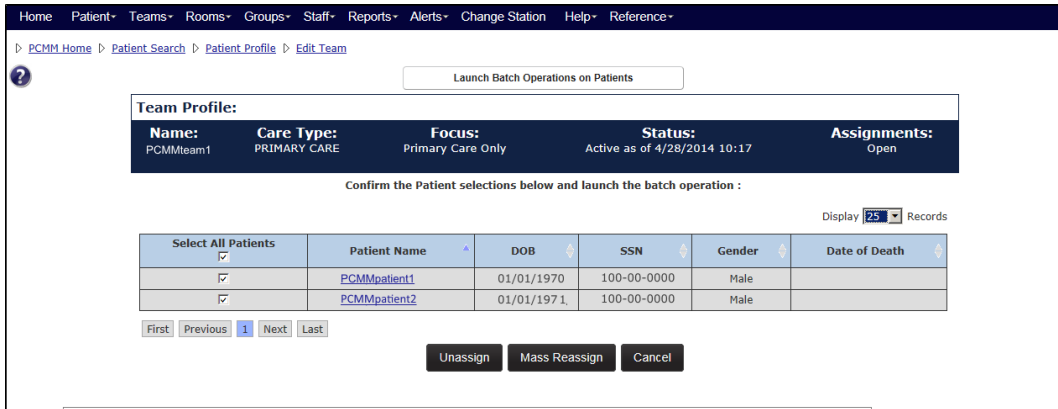 Home Patient Teams Rooms Groups Staff Reports Alerts Change Station Help Reference
PCMM Home Patient Search Patient Profile Edit Team
?
Launch Batch Operations on Patients
Team Profile:
Name: Care Type: Focus: Status: Assignments:
PCMMteam1 PRIMARY CARE Primary Care Only Active as of 4/28/2014 10:17 Open
Confirm the Patient selections below and launch the batch operation :
Display 25 Records
Select All Patients Patient Name DOB SSN Gender Date of Death
PCMMpatient1 01/01/1970 100-00-0000 Male
PCMMpatient2 01/01/1971. 100-00-0000 Male
First Previous 1 Next Last
Unassign Mass Reassign Cancel